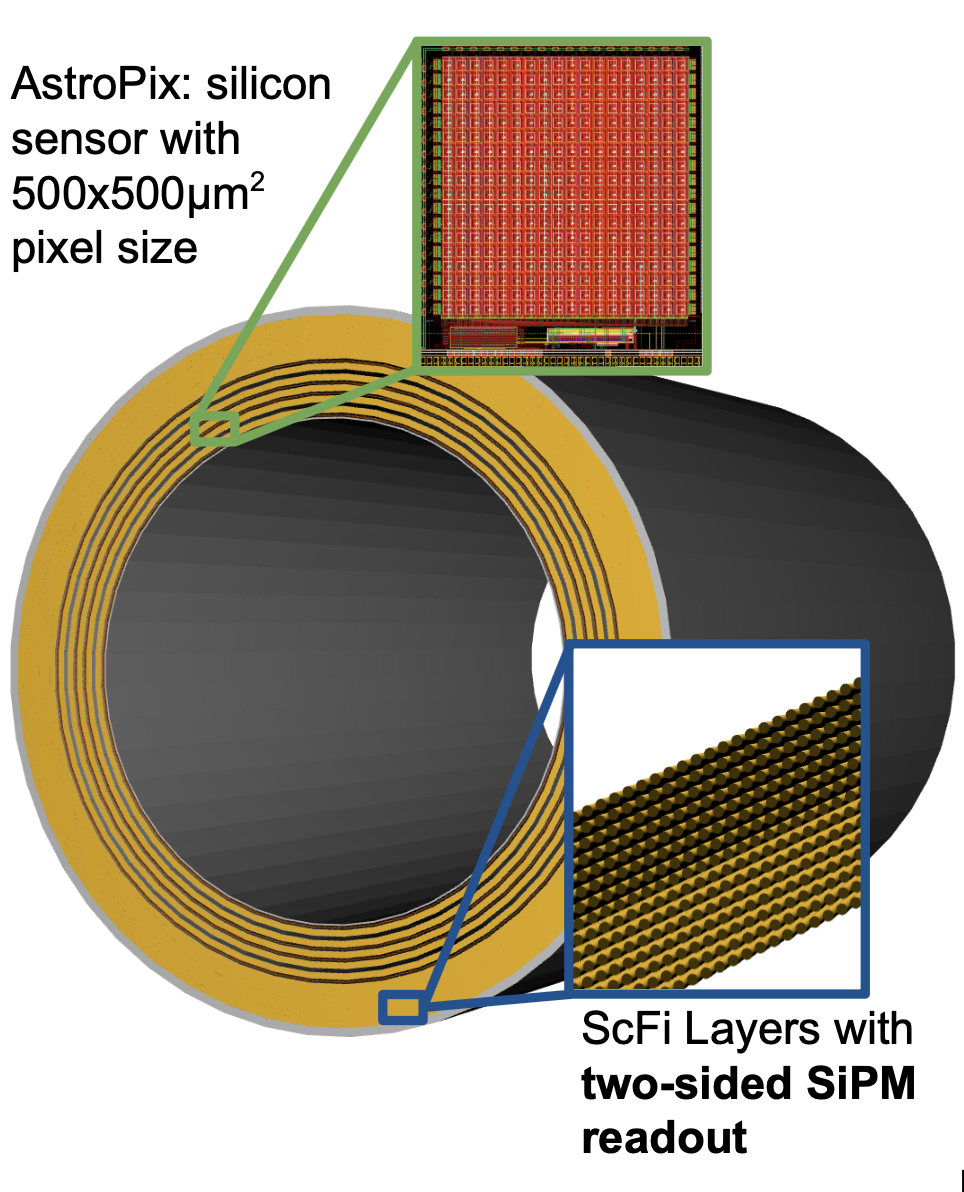 AstroPix: silicon
sensor with
500x500µm²
pixel size
ScFi Layers with
two-sided SiPM
readout